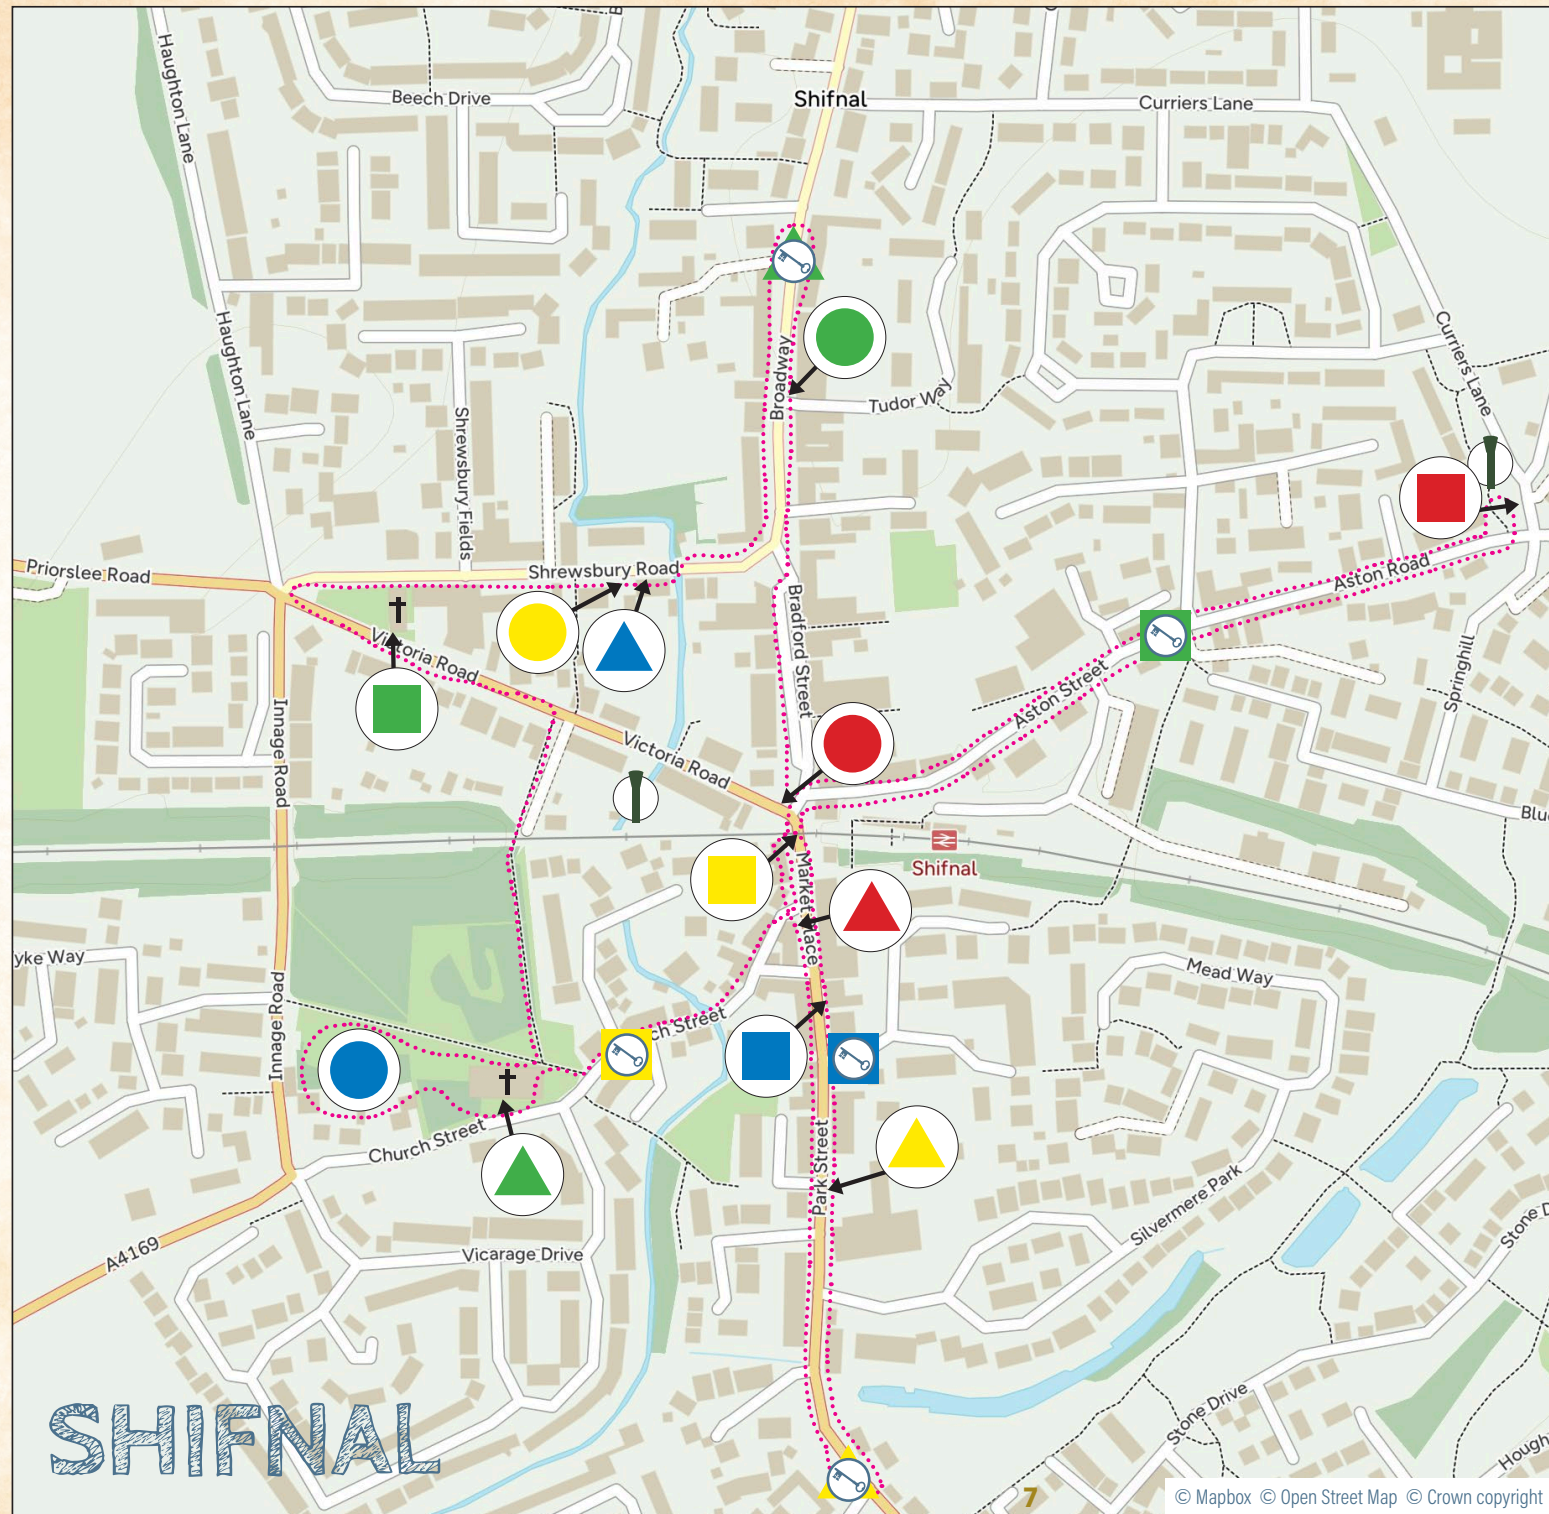 Haughton Lane
Beech Drive
Shifnal
Curriers Lane
Haughton Lane
Broadway
Tudor Way
Curriers Lane
Shrewsbury Fields
Priorslee Road
Shrewsbury Road
Aston Road
Bradford Street
Victoria Road
Springhill
Aston Street
Innage Road
Victoria Road
Blu
Shifnal
Market Place
yke Way
Mead Way
Innage Road
ch Street
Church Street
Park Street
Silvermere Park
A4169
Vicarage Drive
Stone D
Stone Drive
Hough
SHIFNAL
7
© Mapbox © Open Street Map © Crown copyright